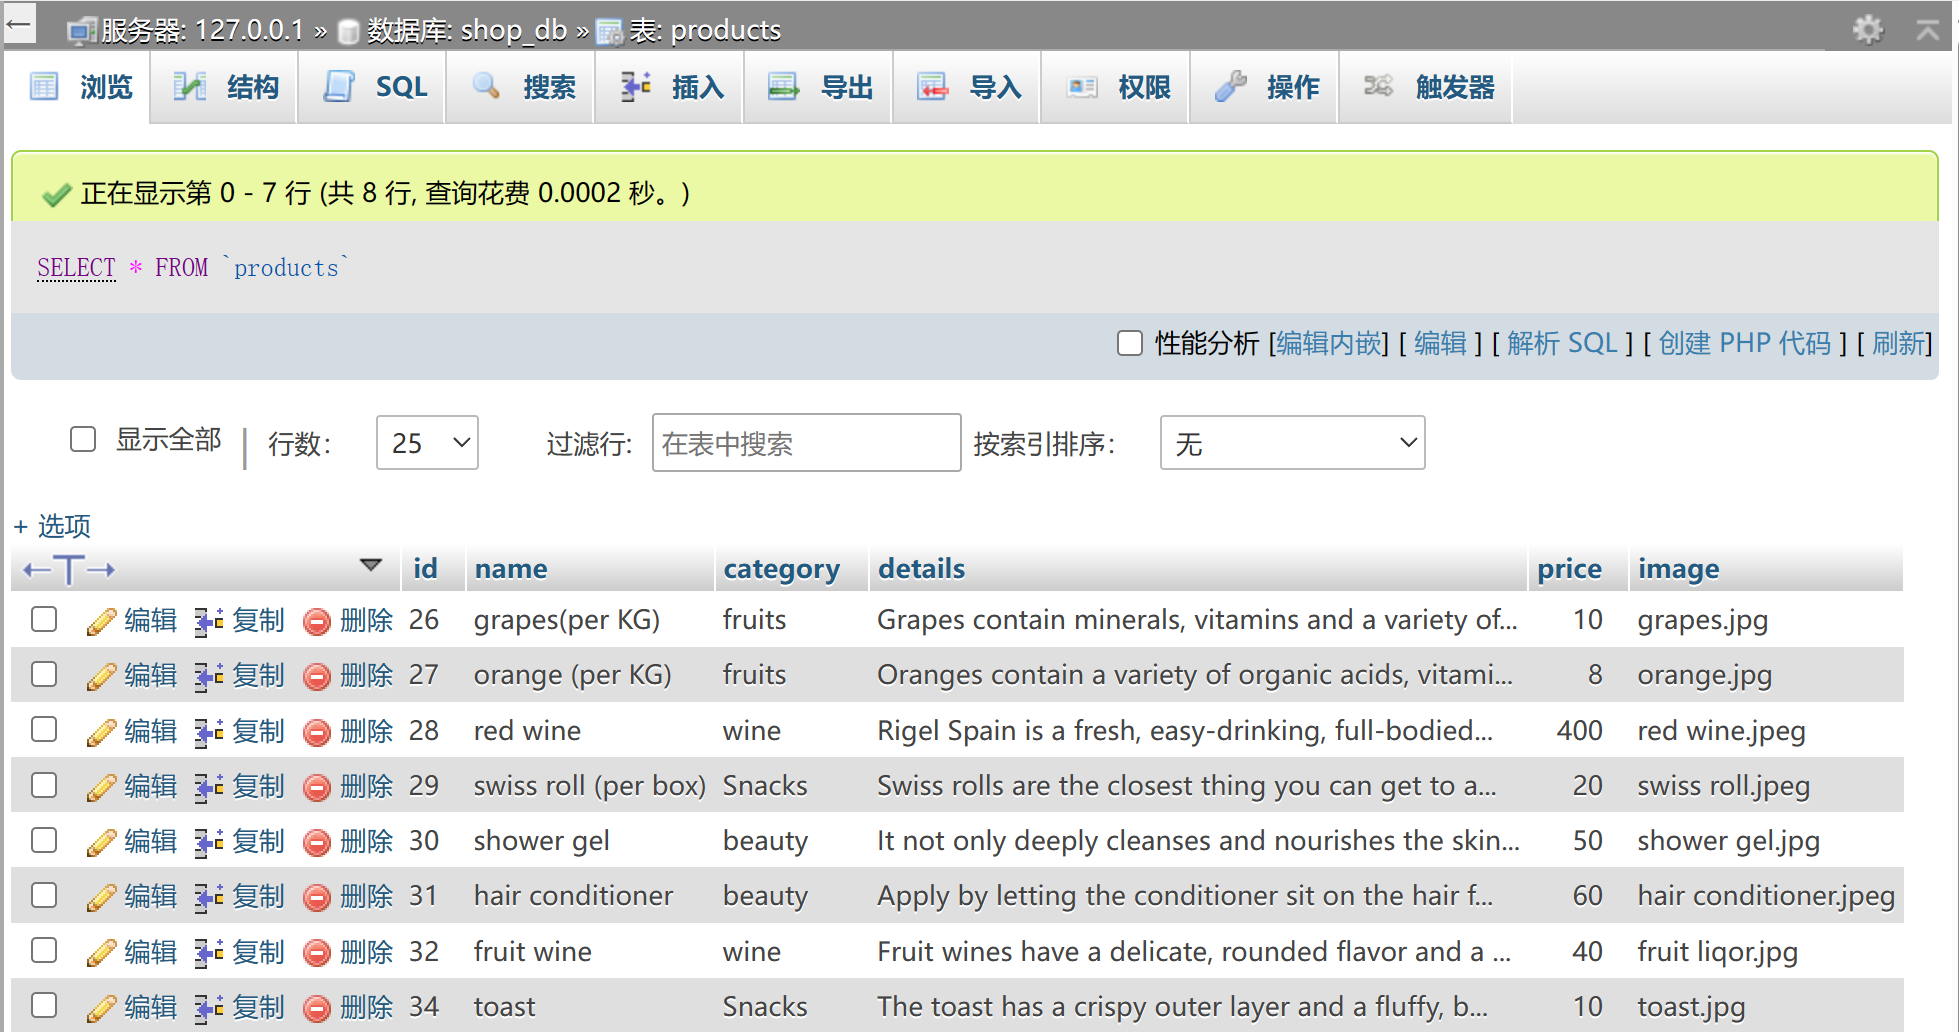 服务器: 127.0.0.1 » 数据库: shop_db » 表: products
浏览 结构 SQL 搜索 插入 导出 导入 权限 操作 触发器
正在显示第 0 - 7 行 (共 8 行, 查询花费 0.0002 秒。)
SELECT * FROM `products`
性能分析 [编辑内嵌] [ 编辑 ] [ 解析 SQL ] [ 创建 PHP 代码 ] [ 刷新]
显示全部 | 行数： 25 过滤行: 在表中搜索 按索引排序： 无
+ 选项
←T→ id name category details price image
编辑 复制 删除 26 grapes(per KG) fruits Grapes contain minerals, vitamins and a variety of... 10 grapes.jpg
编辑 复制 删除 27 orange (per KG) fruits Oranges contain a variety of organic acids, vitami... 8 orange.jpg
编辑 复制 删除 28 red wine wine Rigel Spain is a fresh, easy-drinking, full-bodied... 400 red wine.jpeg
编辑 复制 删除 29 swiss roll (per box) Snacks Swiss rolls are the closest thing you can get to a... 20 swiss roll.jpeg
编辑 复制 删除 30 shower gel beauty It not only deeply cleanses and nourishes the skin... 50 shower gel.jpg
编辑 复制 删除 31 hair conditioner beauty Apply by letting the conditioner sit on the hair f... 60 hair conditioner.jpeg
编辑 复制 删除 32 fruit wine wine Fruit wines have a delicate, rounded flavor and a ... 40 fruit liqor.jpg
编辑 复制 删除 34 toast Snacks The toast has a crispy outer layer and a fluffy, b... 10 toast.jpg